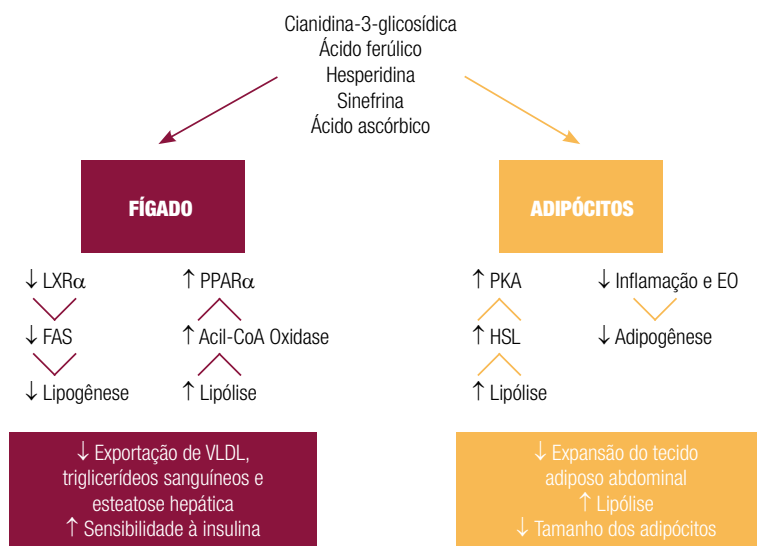 Cianidina-3-glicosídica
Ácido ferúlico
Hesperidina
Sinefrina
Ácido ascórbico
FÍGADO
ADIPÓCITOS
↓ LXRα
↑ PPARα
↑ PKA
↓ Inflamação e EO
↓ FAS
↑ Acil-CoA Oxidase
↑ HSL
↓ Adipogênese
↓ Lipogênese
↑ Lipólise
↑ Lipólise
↓ Exportação de VLDL,
triglicerídeos sanguíneos e
esteatose hepática
↑ Sensibilidade à insulina
↓ Expansão do tecido
adiposo abdominal
↑ Lipólise
↓ Tamanho dos adipócitos